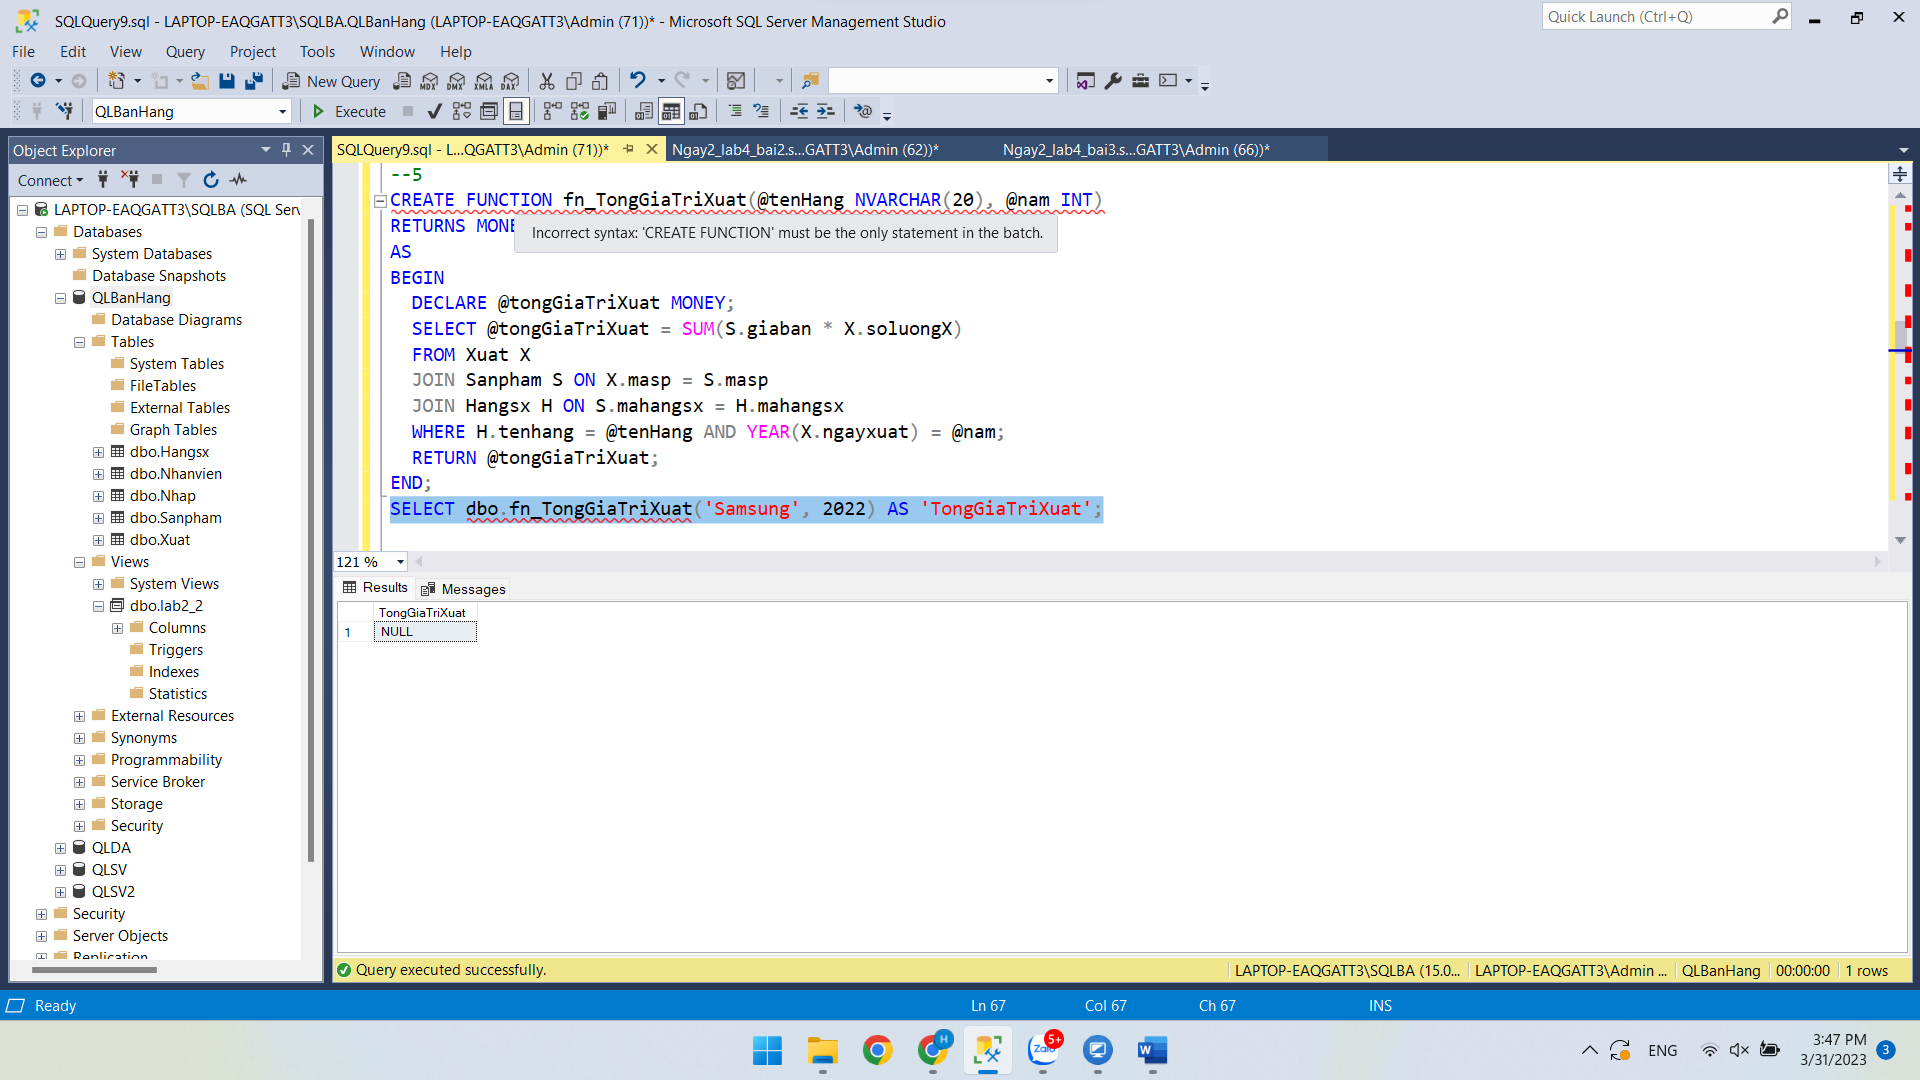 SQLQuery9.sql - LAPTOP-EAQGATT3\SQLBA.QLBanHang (LAPTOP-EAQGATT3\Admin (71))* - Microsoft SQL Server Management Studio
Quick Launch (Ctrl+Q)
File Edit View Query Project Tools Window Help
New Query MDX DMX XMLA DAX
QLBanHang Execute
Object Explorer
SQLQuery9.sql - L...QGATT3\Admin (71))* Ngay2_lab4_bai2.s...GATT3\Admin (62))* Ngay2_lab4_bai3.s...GATT3\Admin (66))*
Connect
LAPTOP-EAQGATT3\SQLBA (SQL Serv
Databases
System Databases
Database Snapshots
QLBanHang
Database Diagrams
Tables
System Tables
FileTables
External Tables
Graph Tables
dbo.Hangsx
dbo.Nhanvien
dbo.Nhap
dbo.Sanpham
dbo.Xuat
Views
System Views
dbo.lab2_2
Columns
Triggers
Indexes
Statistics
External Resources
Synonyms
Programmability
Service Broker
Storage
Security
QLDA
QLSV
QLSV2
Security
Server Objects
Replication
--5
CREATE FUNCTION fn_TongGiaTriXuat(@tenHang NVARCHAR(20), @nam INT)
RETURNS MONE
Incorrect syntax: 'CREATE FUNCTION' must be the only statement in the batch.
AS
BEGIN
DECLARE @tongGiaTriXuat MONEY;
SELECT @tongGiaTriXuat = SUM(S.giaban * X.soluongX)
FROM Xuat X
JOIN Sanpham S ON X.masp = S.masp
JOIN Hangsx H ON S.mahangsx = H.mahangsx
WHERE H.tenhang = @tenHang AND YEAR(X.ngayxuat) = @nam;
RETURN @tongGiaTriXuat;
END;
SELECT dbo.fn_TongGiaTriXuat('Samsung', 2022) AS 'TongGiaTriXuat';
121 %
Results Messages
TongGiaTriXuat
1 NULL
Query executed successfully. LAPTOP-EAQGATT3\SQLBA (15.0... LAPTOP-EAQGATT3\Admin ... QLBanHang 00:00:00 1 rows
Ready Ln 67 Col 67 Ch 67 INS
H
Zalo 5+
W
ENG
3:47 PM
3/31/2023
3